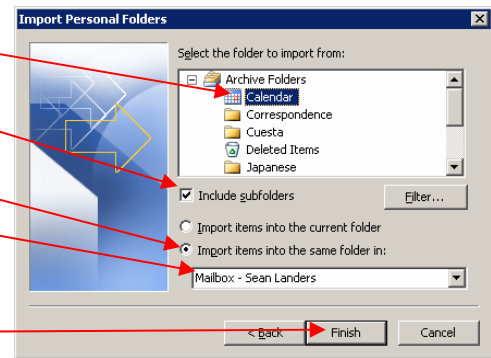 Import Personal Folders
Select the folder to import from:
Archive Folders
Calendar
Correspondence
Cuesta
Deleted Items
Japanese
Include subfolders
Filter...
Import items into the current folder
Import items into the same folder in:
Mailbox - Sean Landers
< Back
Finish
Cancel